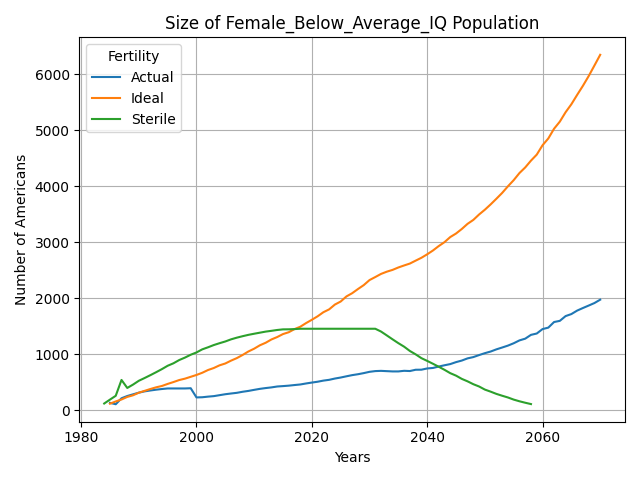 Size of Female_Below_Average_IQ Population
Fertility
Actual
Ideal
Sterile
Number of Americans
6000
5000
4000
3000
2000
1000
0
1980
2000
2020
2040
2060
Years